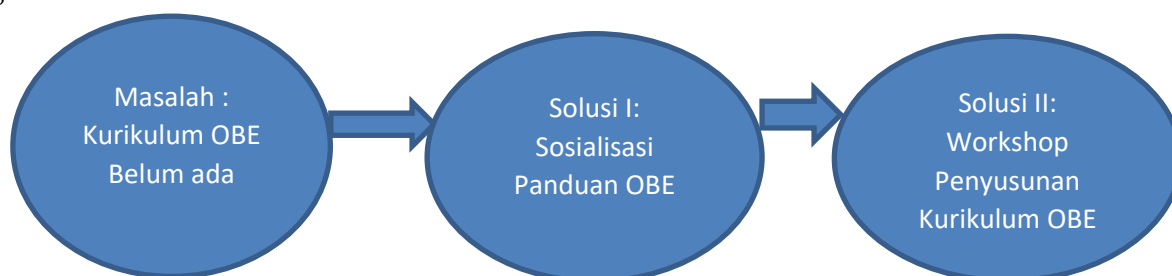 Masalah :
Kurikulum OBE
Belum ada
Solusi I:
Sosialisasi
Panduan OBE
Solusi II:
Workshop
Penyusunan
Kurikulum OBE